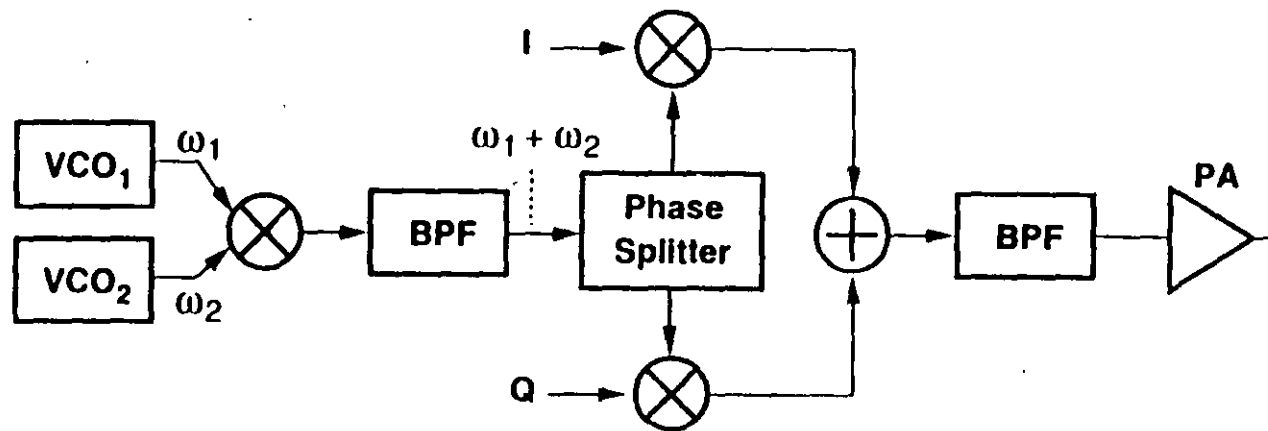 I
VCO₁
ω₁
ω₁ + ω₂
BPF
Phase
Splitter
BPF
PA
VCO₂
ω₂
Q